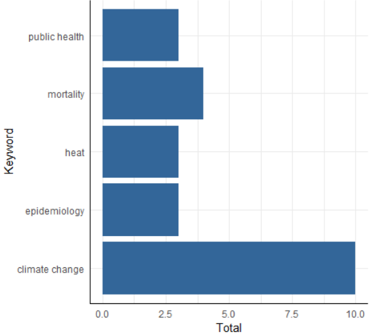 public health
mortality
heat
epidemiology
climate change
Keyword
0.0 2.5 5.0 7.5 10.0
Total